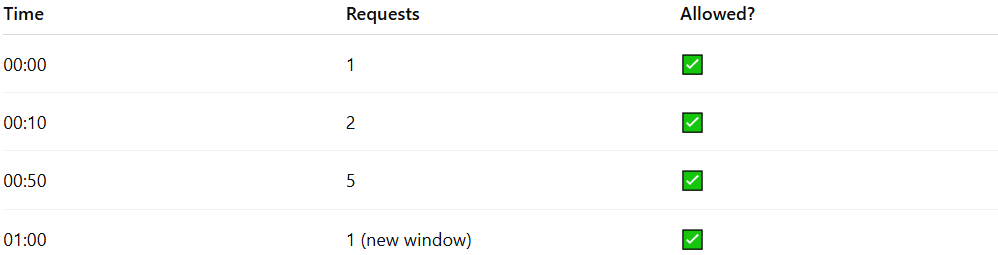 Time Requests Allowed?
00:00 1 ✅
00:10 2 ✅
00:50 5 ✅
01:00 1 (new window) ✅